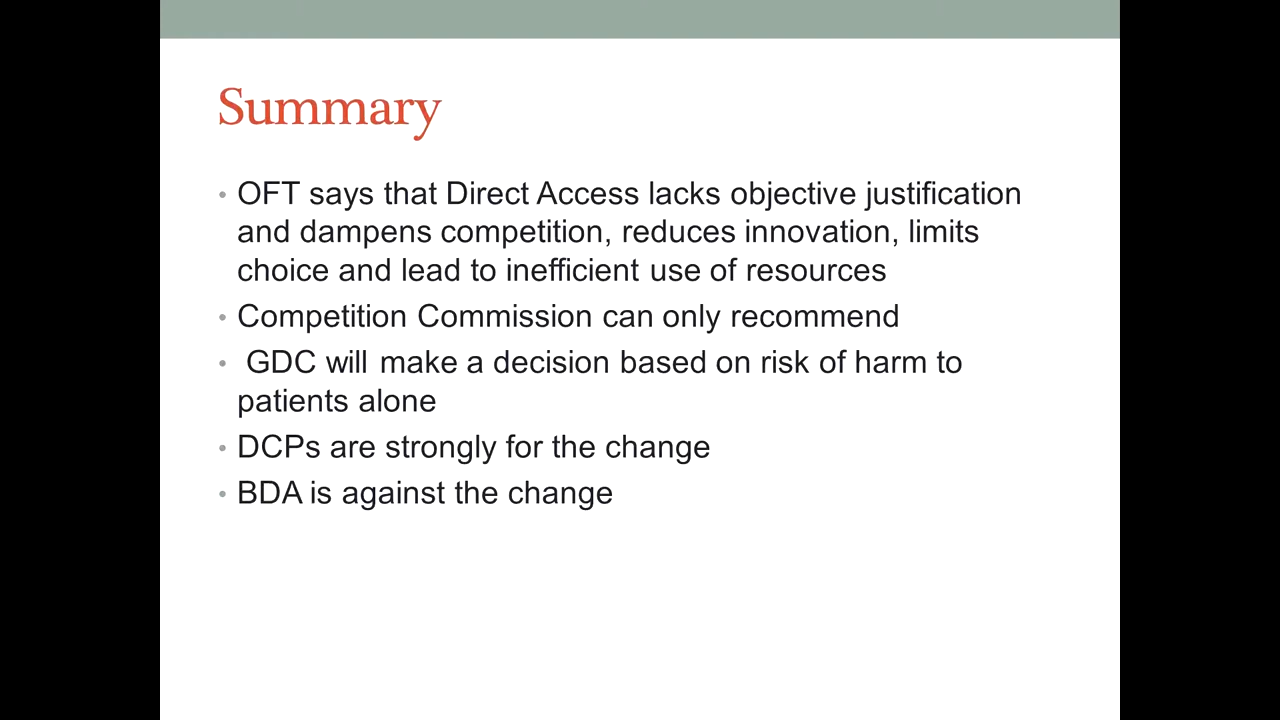 Summary
• OFT says that Direct Access lacks objective justification
and dampens competition, reduces innovation, limits
choice and lead to inefficient use of resources
• Competition Commission can only recommend
• GDC will make a decision based on risk of harm to
patients alone
• DCPs are strongly for the change
• BDA is against the change